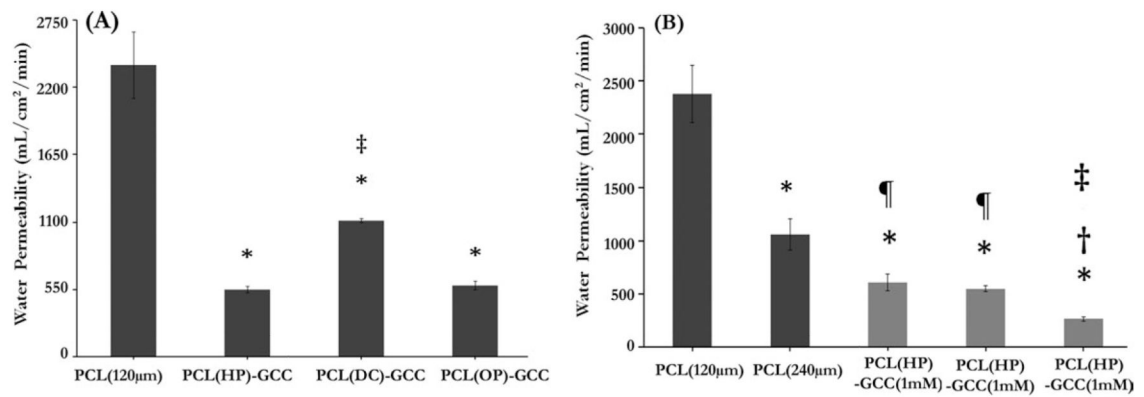 (A)
Water Permeability (mL/cm²/min)
2750
2200
1650
1100
550
0
*
‡
*
*
PCL(120μm)
PCL(HP)-GCC
PCL(DC)-GCC
PCL(OP)-GCC
(B)
Water Permeability (mL/cm²/min)
3000
2500
2000
1500
1000
500
0
*
¶
*
¶
*
‡
†
*
PCL(120μm)
PCL(240μm)
PCL(HP)
-GCC(1mM)
PCL(HP)
-GCC(1mM)
PCL(HP)
-GCC(1mM)